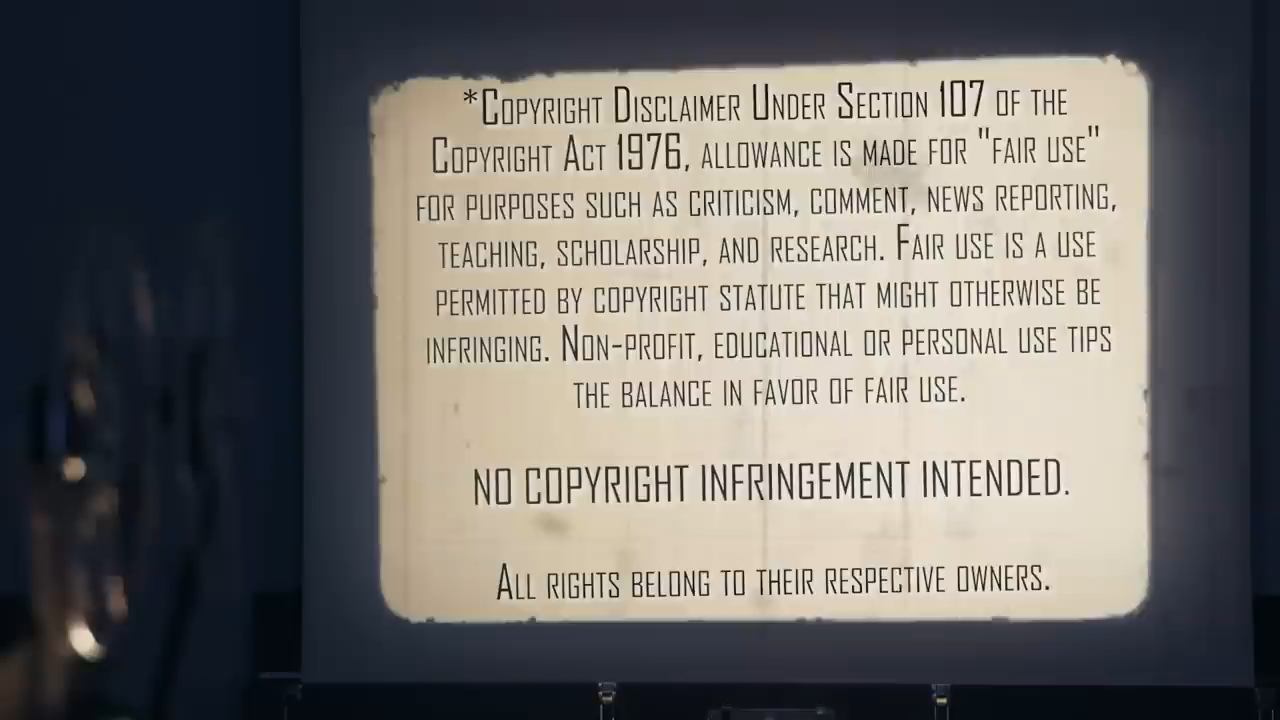 *Copyright Disclaimer Under Section 107 of the
Copyright Act 1976, allowance is made for "fair use"
for purposes such as criticism, comment, news reporting,
teaching, scholarship, and research. Fair use is a use
permitted by copyright statute that might otherwise be
infringing. Non-profit, educational or personal use tips
the balance in favor of fair use.
NO COPYRIGHT INFRINGEMENT INTENDED.
All rights belong to their respective owners.